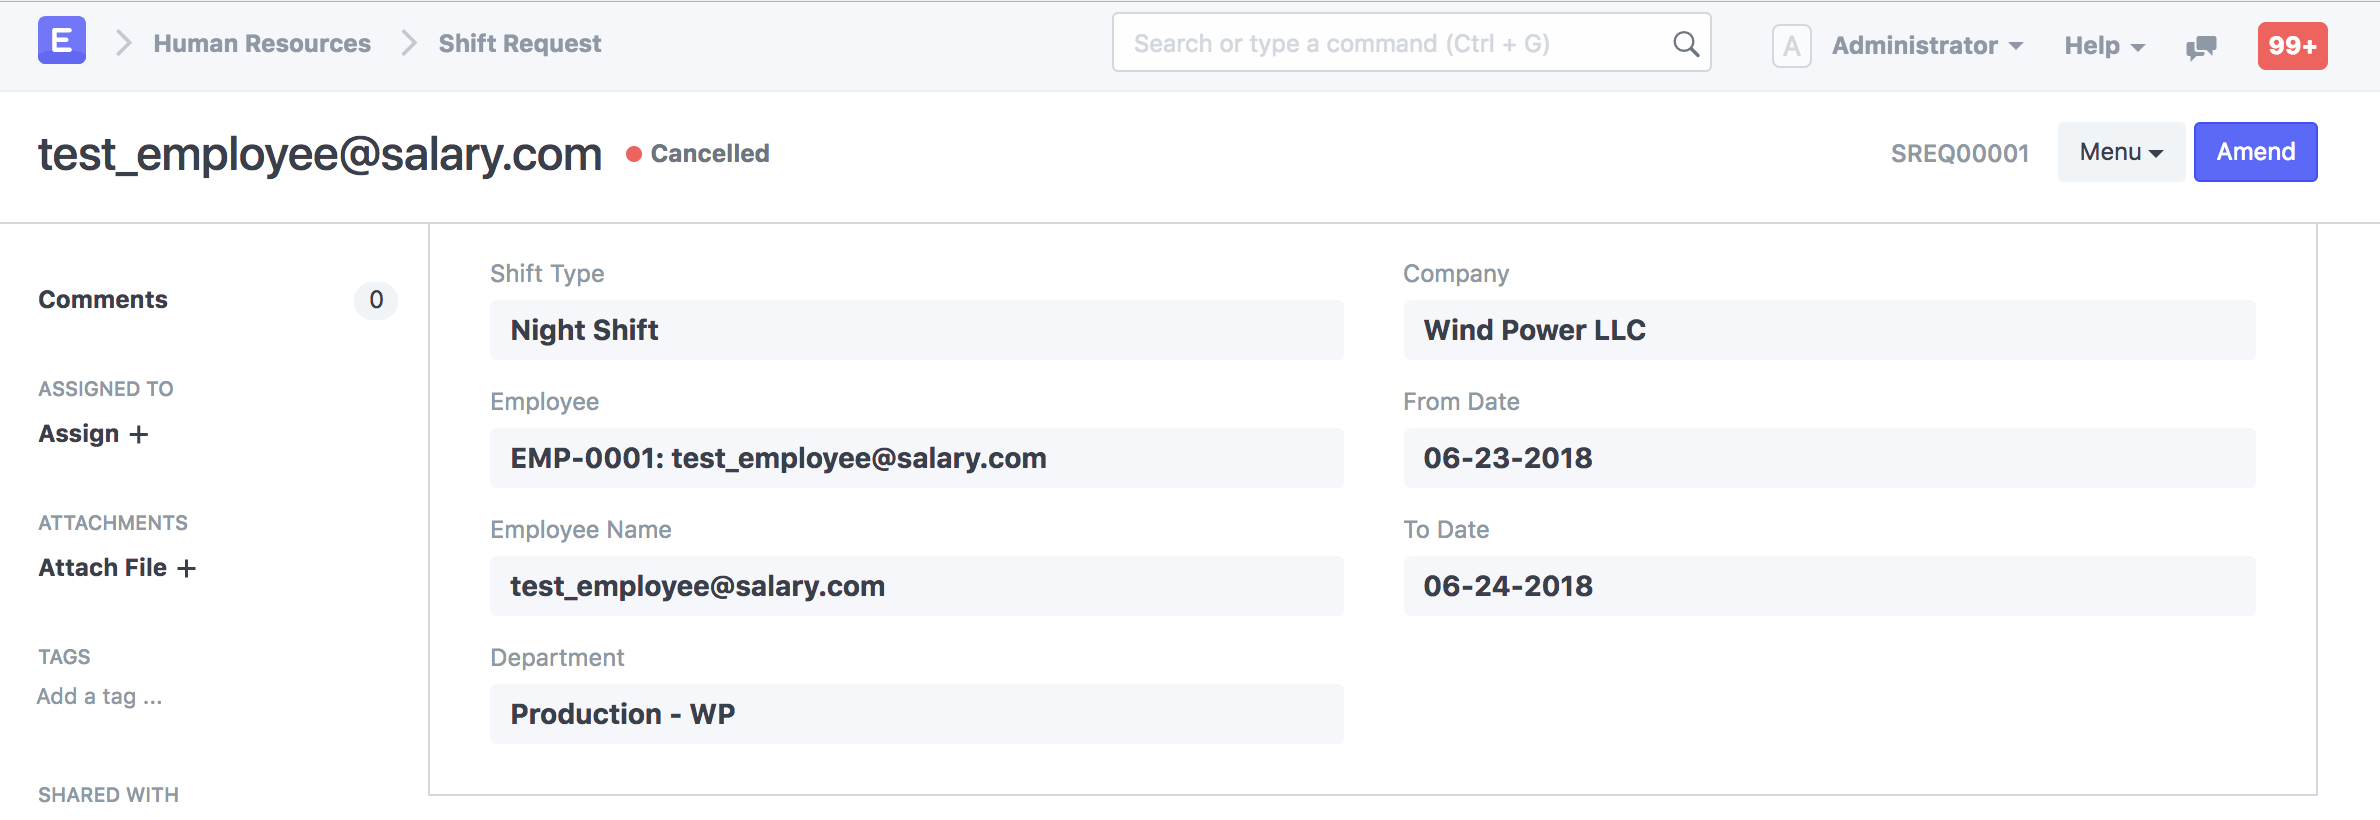 E Human Resources Shift Request Search or type a command (Ctrl + G) A Administrator Help 99+
test_employee@salary.com Cancelled SREQ00001 Menu Amend
Comments 0
ASSIGNED TO
Assign +
ATTACHMENTS
Attach File +
TAGS
Add a tag ...
SHARED WITH
Shift Type
Night Shift
Employee
EMP-0001: test_employee@salary.com
Employee Name
test_employee@salary.com
Department
Production - WP
Company
Wind Power LLC
From Date
06-23-2018
To Date
06-24-2018